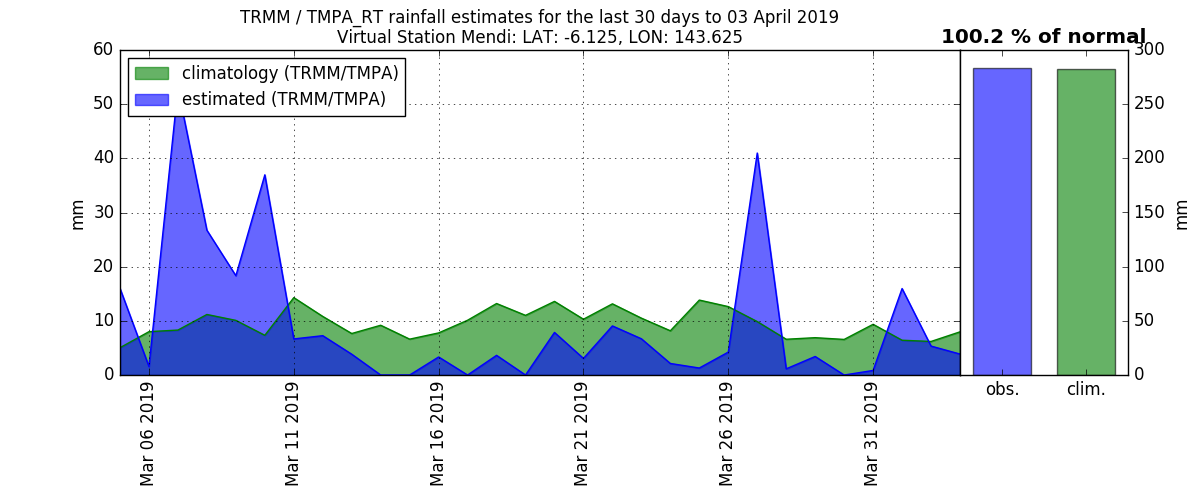 TRMM / TMPA_RT rainfall estimates for the last 30 days to 03 April 2019
Virtual Station Mendi: LAT: -6.125, LON: 143.625
100.2 % of normal
climatology (TRMM/TMPA)
estimated (TRMM/TMPA)
60
50
40
30
20
10
0
mm
Mar 06 2019
Mar 11 2019
Mar 16 2019
Mar 21 2019
Mar 26 2019
Mar 31 2019
obs.
clim.
300
250
200
150
100
50
0
mm